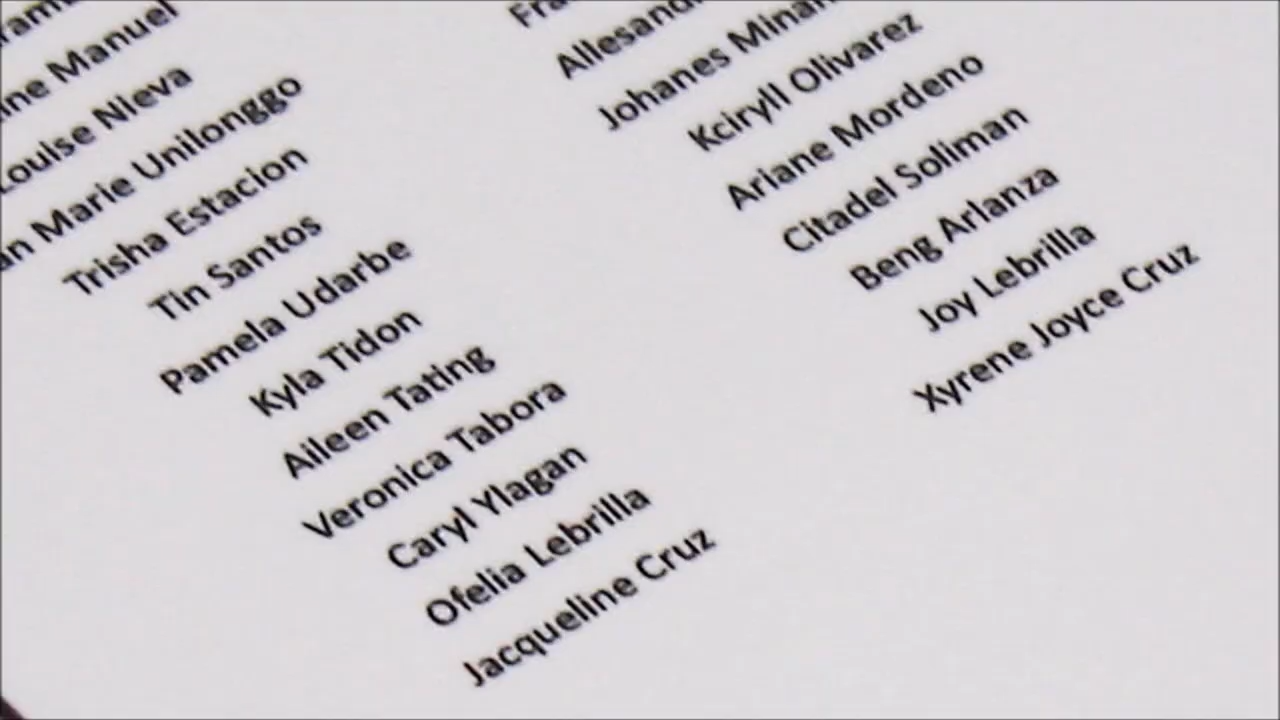 Manuel
Louise Nieva
Marie Unilonggo
Trisha Estacion
Tin Santos
Pamela Udarbe
Kyla Tidon
Aileen Tating
Veronica Tabora
Caryl Ylagan
Ofelia Lebrilla
Jacqueline Cruz
Johanes
Kciryll Olivarez
Ariane Mordeno
Citadel Soliman
Beng Arlanza
Joy Lebrilla
Xyrene Joyce Cruz